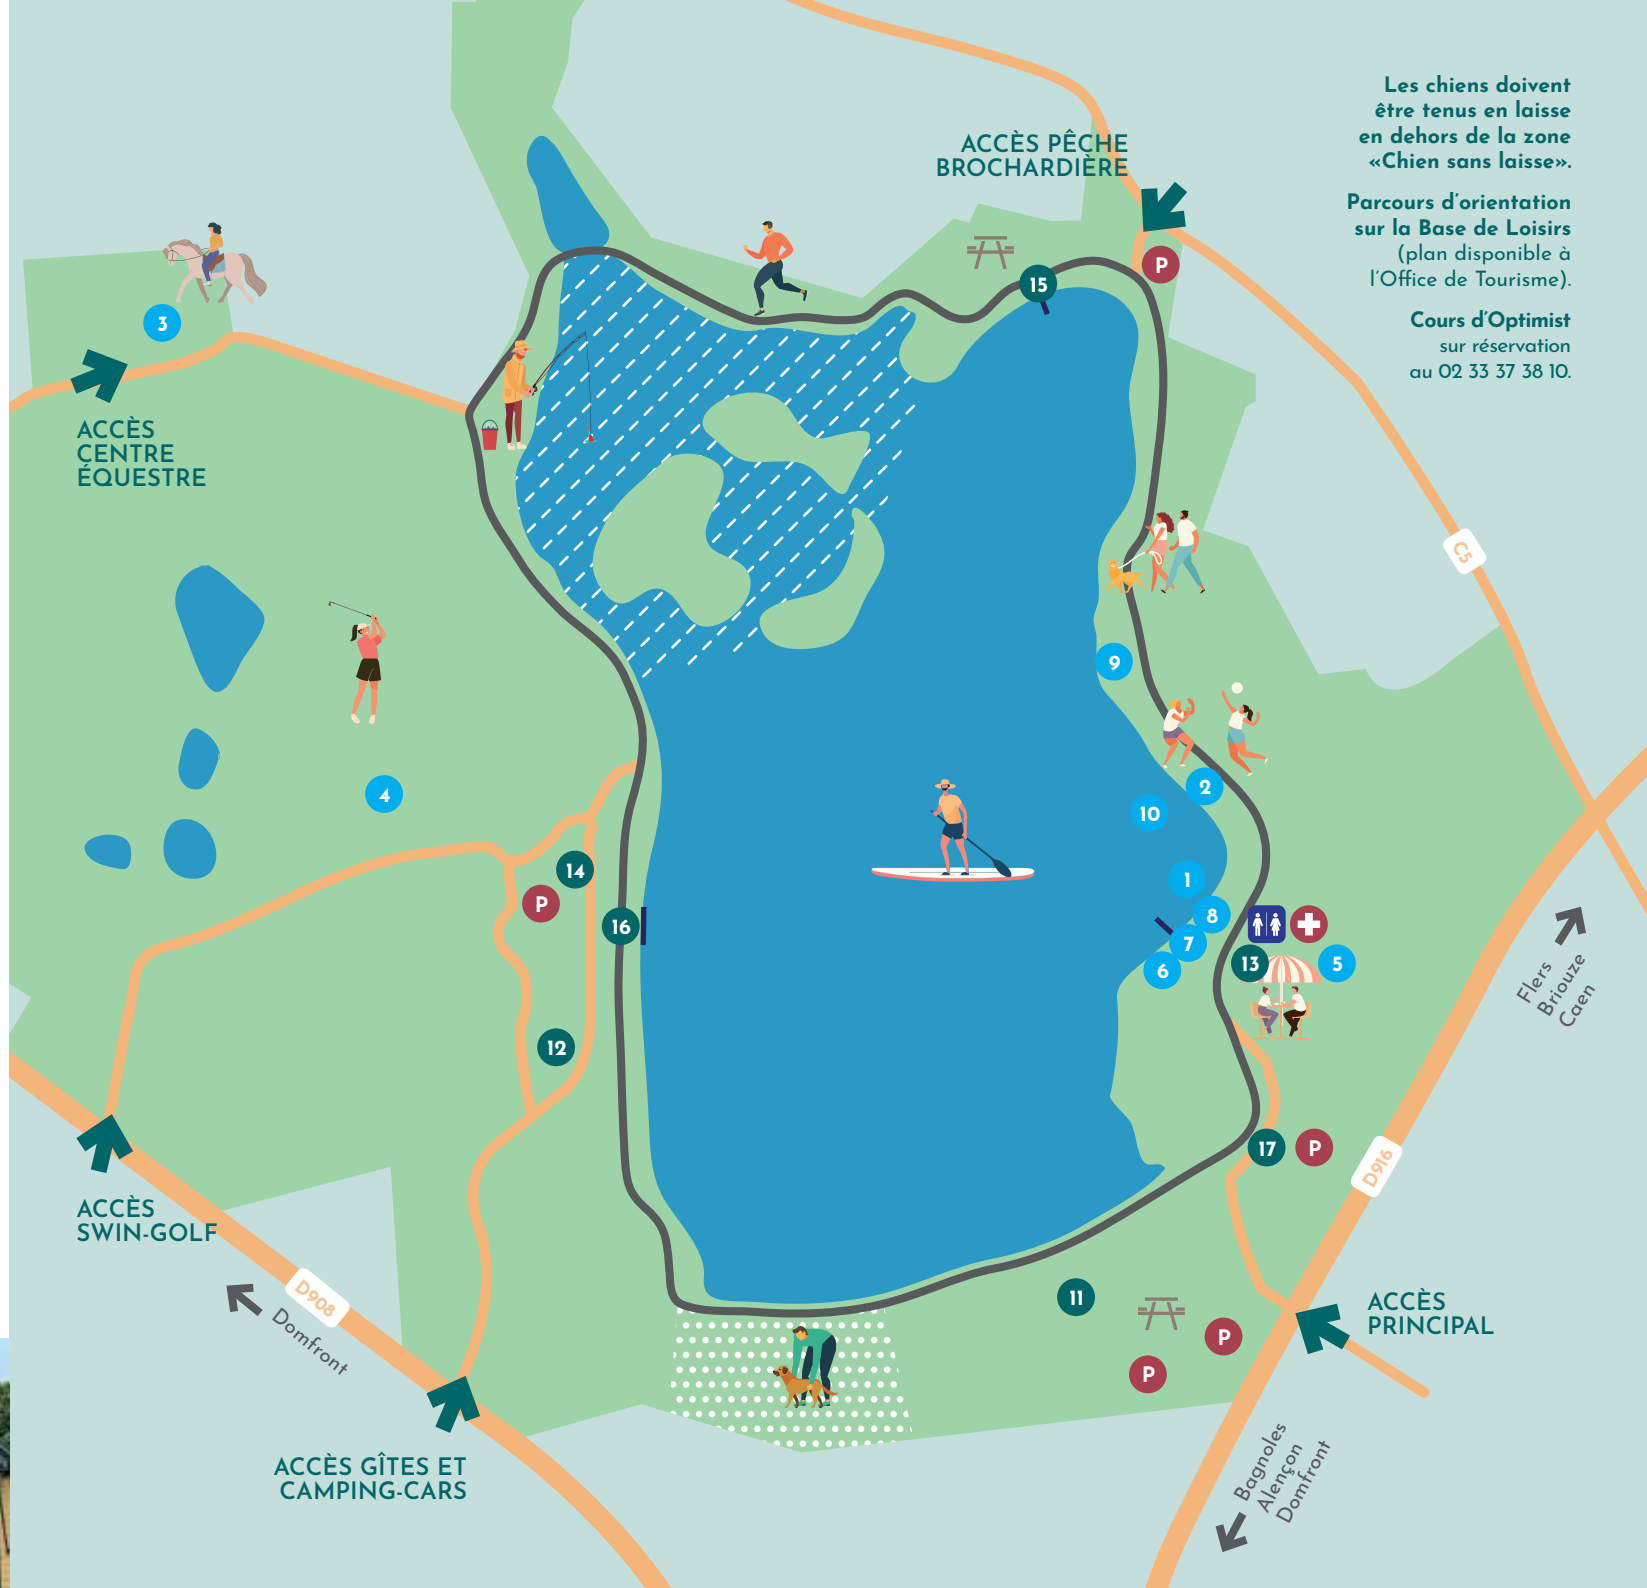 Les chiens doivent
être tenus en laisse
en dehors de la zone
«Chien sans laisse».
Parcours d'orientation
sur la Base de Loisirs
(plan disponible à
l'Office de Tourisme).
Cours d'Optimist
sur réservation
au 02 33 37 38 10.
ACCÈS PÊCHE
BROCHARDIÈRE
P
15
3
ACCÈS
CENTRE
ÉQUESTRE
C5
9
2
10
4
1
14
P
8
16
7
13
5
6
Flers
Briouze
Caen
12
17
P
D916
ACCÈS
SWIN-GOLF
D908
Domfront
11
ACCÈS
PRINCIPAL
P
P
ACCÈS GÎTES ET
CAMPING-CARS
Bagnoles
Alençon
Domfront